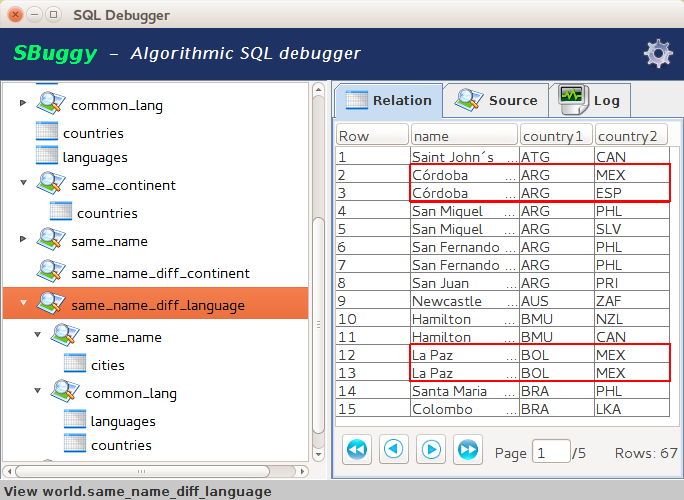 SQL Debugger
SBuggy – Algorithmic SQL debugger
common_lang
countries
languages
same_continent
countries
same_name
same_name_diff_continent
same_name_diff_language
same_name
cities
common_lang
languages
countries
Relation Source Log
Row name country1 country2
1 Saint John´s ... ATG CAN
2 Córdoba ... ARG MEX
3 Córdoba ... ARG ESP
4 San Miquel ... ARG PHL
5 San Miquel ... ARG SLV
6 San Fernando ... ARG PHL
7 San Fernando ... ARG PHL
8 San Juan ... ARG PRI
9 Newcastle ... AUS ZAF
10 Hamilton ... BMU NZL
11 Hamilton ... BMU CAN
12 La Paz ... BOL MEX
13 La Paz ... BOL MEX
14 Santa Maria ... BRA PHL
15 Colombo ... BRA LKA
Page 1 /5 Rows: 67
View world.same_name_diff_language